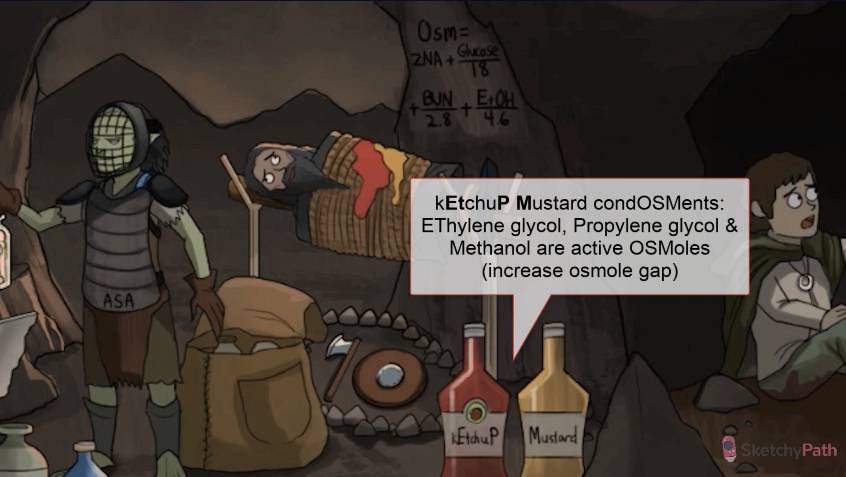 Osm=
2NA + Glucose
18
+ BUN + EtOH
2.8 4.6
kEtchuP Mustard condOSMents:
EThylene glycol, Propylene glycol &
Methanol are active OSMoles
(increase osmole gap)
ASA
kEtchuP
Mustard
SketchyPath